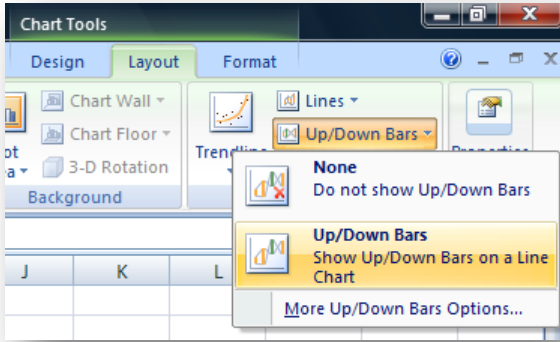 Chart Tools
Design Layout Format
Chart Wall
Lines
Chart Floor
Up/Down Bars
3-D Rotation
Background
None
Do not show Up/Down Bars
Up/Down Bars
Show Up/Down Bars on a Line
Chart
More Up/Down Bars Options...
J K L